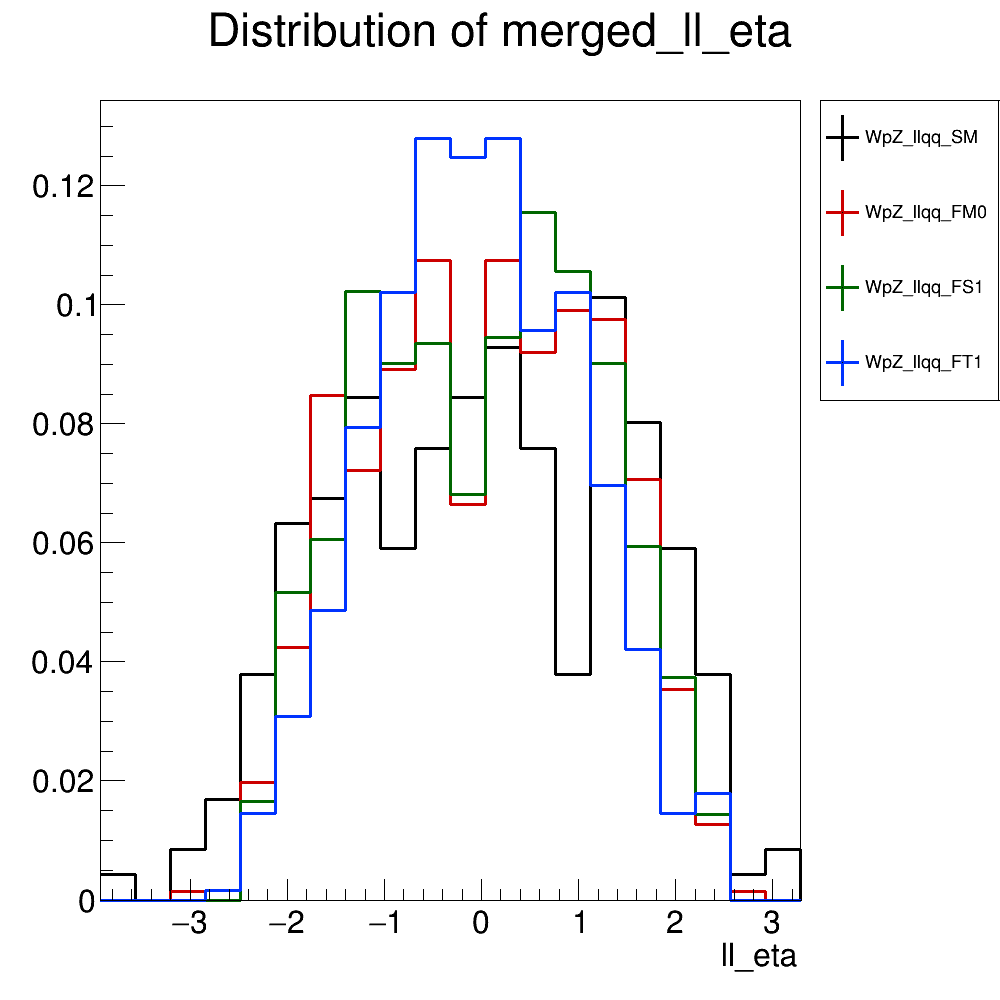 Distribution of merged_ll_eta
WpZ_llqq_SM
WpZ_llqq_FM0
WpZ_llqq_FS1
WpZ_llqq_FT1
0.12
0.1
0.08
0.06
0.04
0.02
0
−3 −2 −1 0 1 2 3
ll_eta